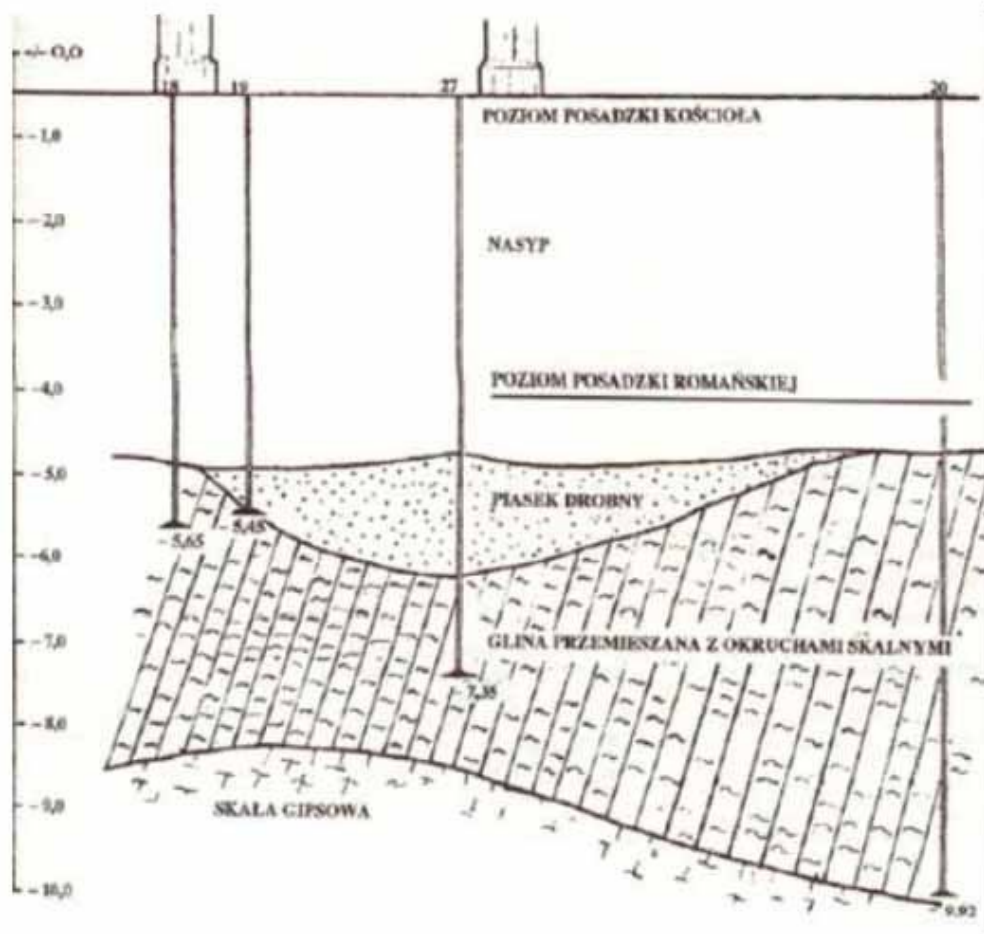 +/- 0,0
18 19 27 20
POZIOM POSADZKI KOŚCIOŁA
- 1,0
- 2,0
NASYP
- 3,0
- 4,0
POZIOM POSADZKI ROMAŃSKIEJ
- 5,0
PIASEK DROBNY
5,45
- 5,65
- 6,0
- 7,0
GLINA PRZEMIESZANA Z OKRUCHAMI SKALNYMI
- 7,35
- 8,0
- 9,0
SKAŁA GIPSOWA
- 10,0
9,92